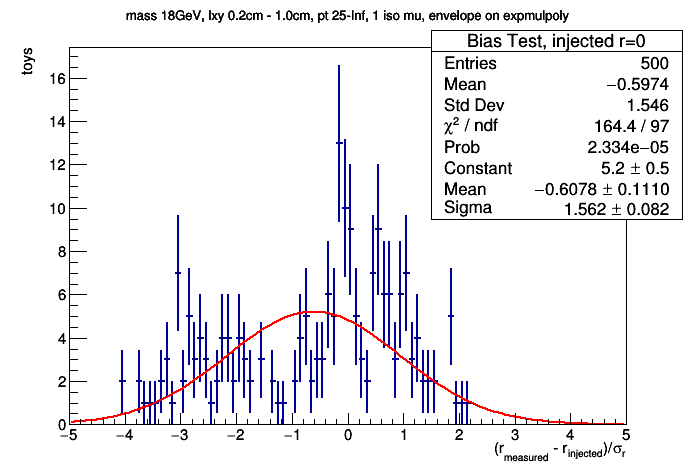 mass 18GeV, lxy 0.2cm - 1.0cm, pt 25-Inf, 1 iso mu, envelope on expmulpoly
Bias Test, injected r=0
Entries 500
Mean −0.5974
Std Dev 1.546
χ² / ndf 164.4 / 97
Prob 2.334e−05
Constant 5.2 ± 0.5
Mean −0.6078 ± 0.1110
Sigma 1.562 ± 0.082
toys
16
14
12
10
8
6
4
2
0
−5 −4 −3 −2 −1 0 1 2 3 4 5
(r_measured - r_injected)/σ_r